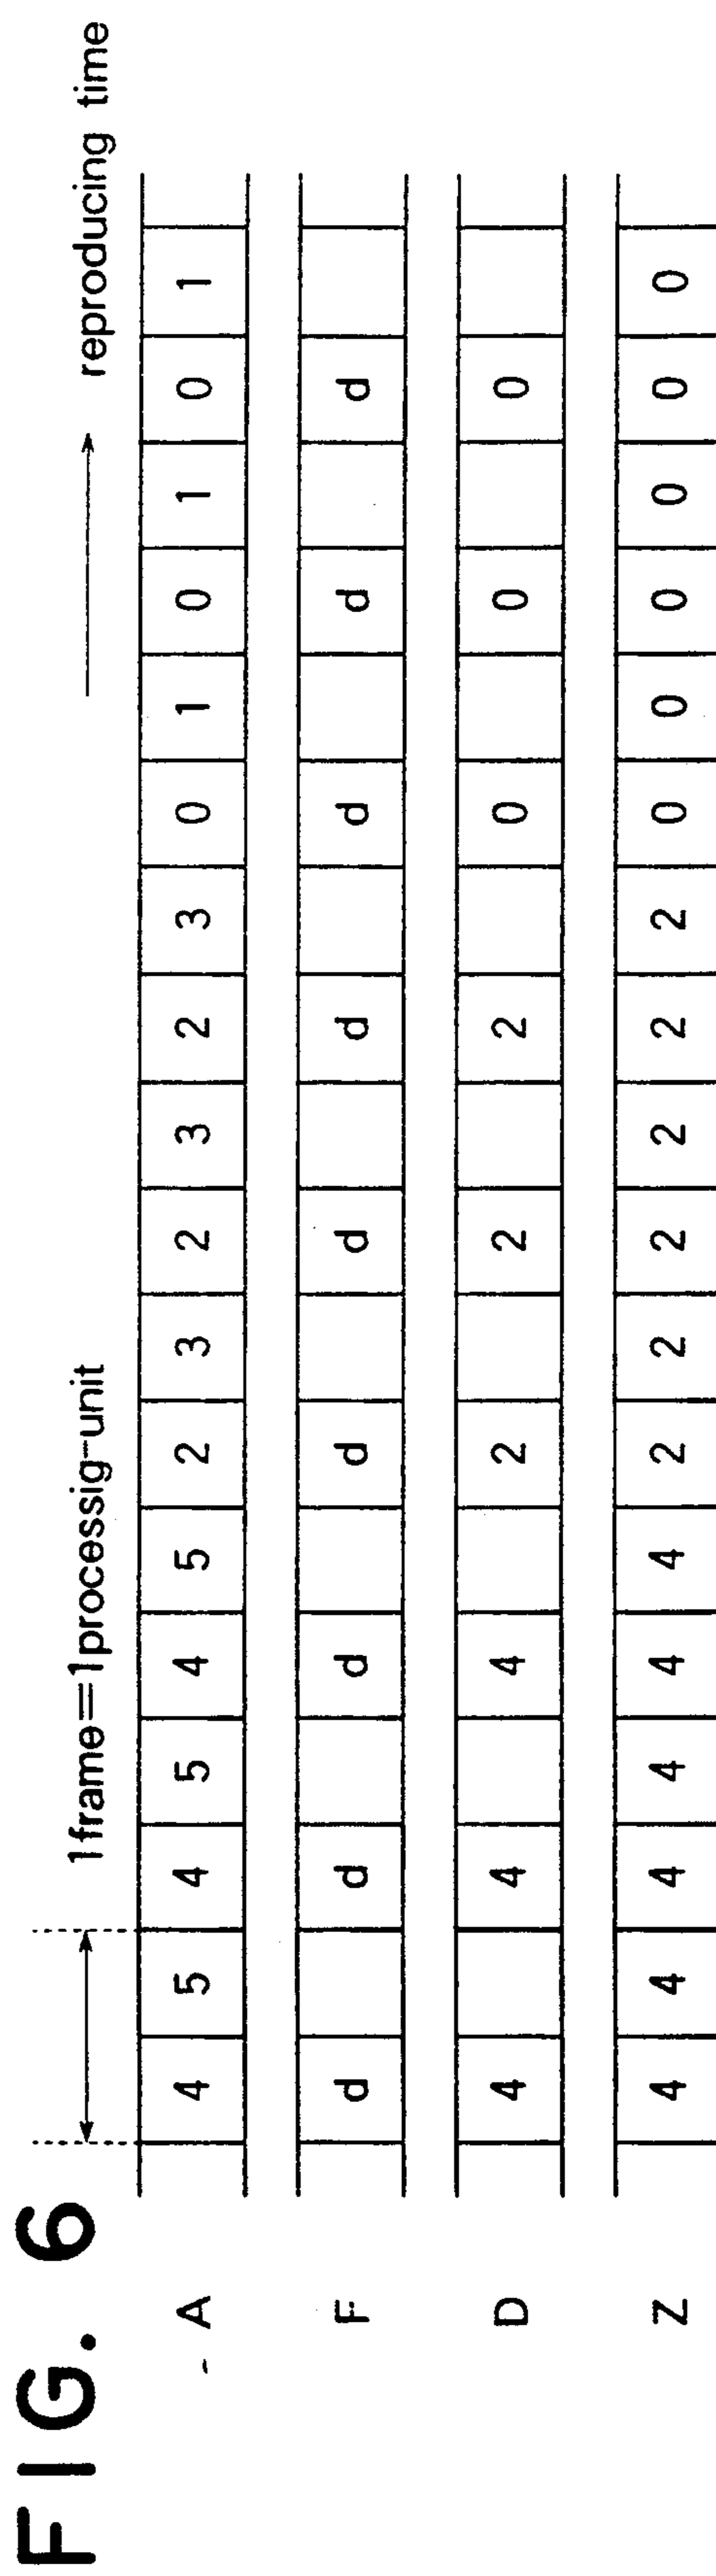 FIG. 6
1frame=1processig-unit reproducing time
A 4 5 4 5 4 5 2 3 2 3 2 3 0 1 0 1 0 1
F d d d d d d d d d
D 4 4 4 2 2 2 0 0 0
Z 4 4 4 4 4 4 2 2 2 2 2 2 0 0 0 0 0 0